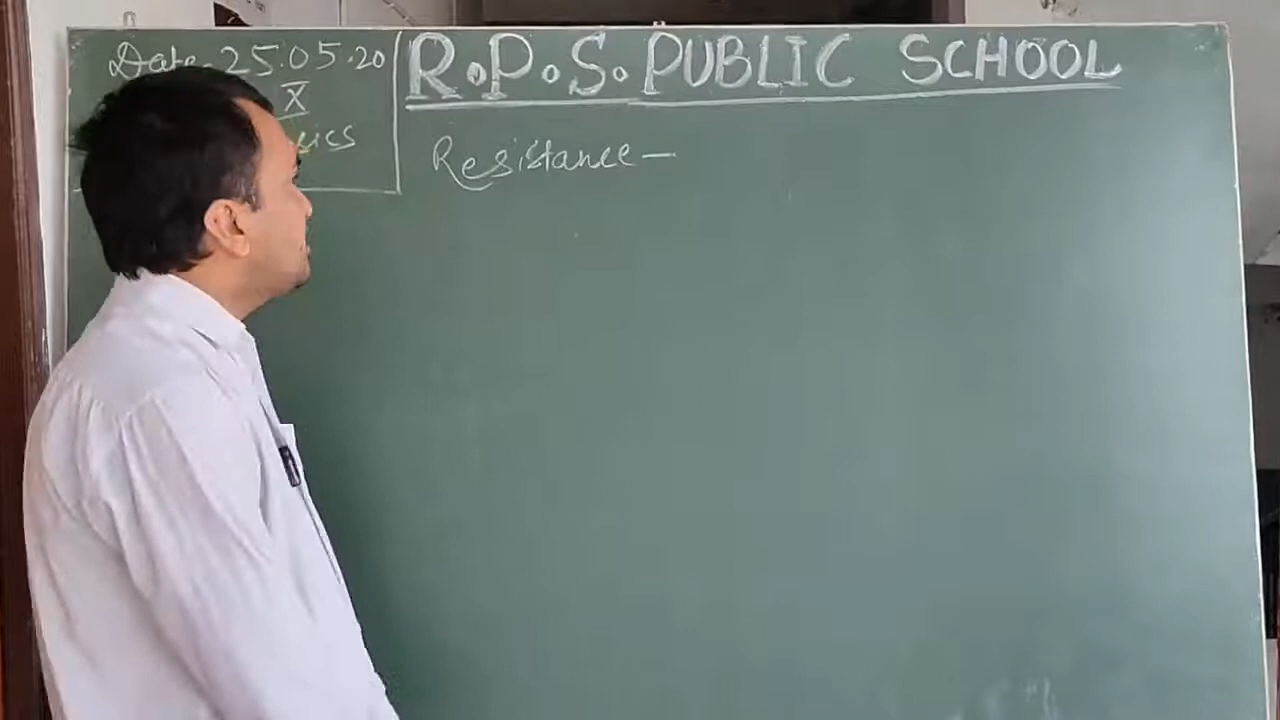 Date-25.05.20
X
R.P.S. PUBLIC SCHOOL
Resistance —